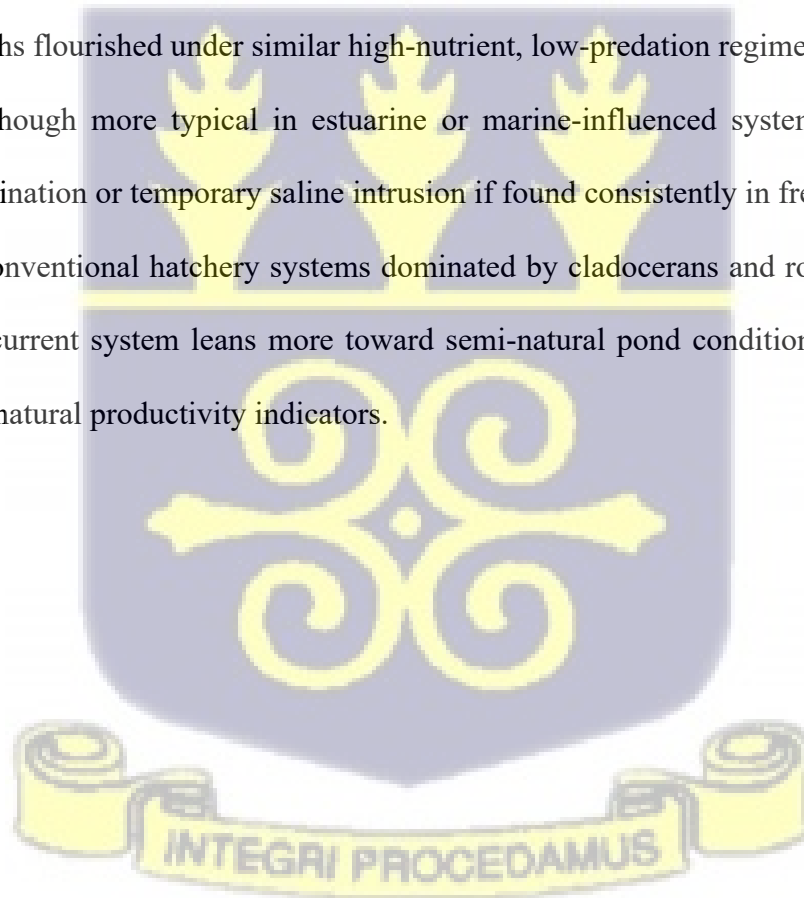 hs flourished under similar high-nutrient, low-predation regime
hough more typical in estuarine or marine-influenced system
ination or temporary saline intrusion if found consistently in fre
onventional hatchery systems dominated by cladocerans and ro
current system leans more toward semi-natural pond condition
natural productivity indicators.
INTEGRI PROCEDAMUS